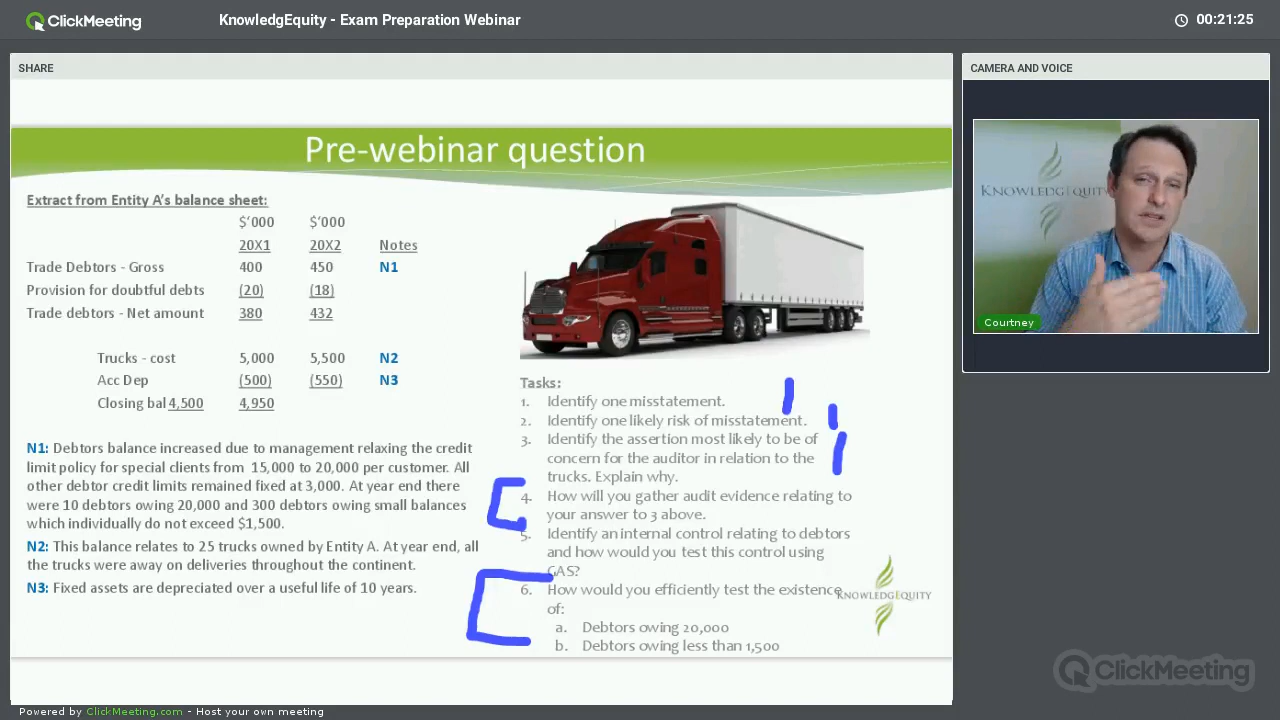 ClickMeeting
KnowledgEquity - Exam Preparation Webinar
00:21:25
SHARE
CAMERA AND VOICE
Pre-webinar question
Extract from Entity A's balance sheet:
$'000 $'000
20X1 20X2 Notes
Trade Debtors - Gross 400 450 N1
Provision for doubtful debts (20) (18)
Trade debtors - Net amount 380 432
Trucks - cost 5,000 5,500 N2
Acc Dep (500) (550) N3
Closing bal 4,500 4,950
N1: Debtors balance increased due to management relaxing the credit
limit policy for special clients from 15,000 to 20,000 per customer. All
other debtor credit limits remained fixed at 3,000. At year end there
were 10 debtors owing 20,000 and 300 debtors owing small balances
which individually do not exceed $1,500.
N2: This balance relates to 25 trucks owned by Entity A. At year end, all
the trucks were away on deliveries throughout the continent.
N3: Fixed assets are depreciated over a useful life of 10 years.
Tasks:
1. Identify one misstatement.
2. Identify one likely risk of misstatement.
3. Identify the assertion most likely to be of
concern for the auditor in relation to the
trucks. Explain why.
4. How will you gather audit evidence relating to
your answer to 3 above.
5. Identify an internal control relating to debtors
and how would you test this control using
GAS?
6. How would you efficiently test the existence
of:
a. Debtors owing 20,000
b. Debtors owing less than 1,500
KNOWLEDGEQUITY
KNOWLEDGEQUITY
Courtney
ClickMeeting
Powered by ClickMeeting.com - Host your own meeting